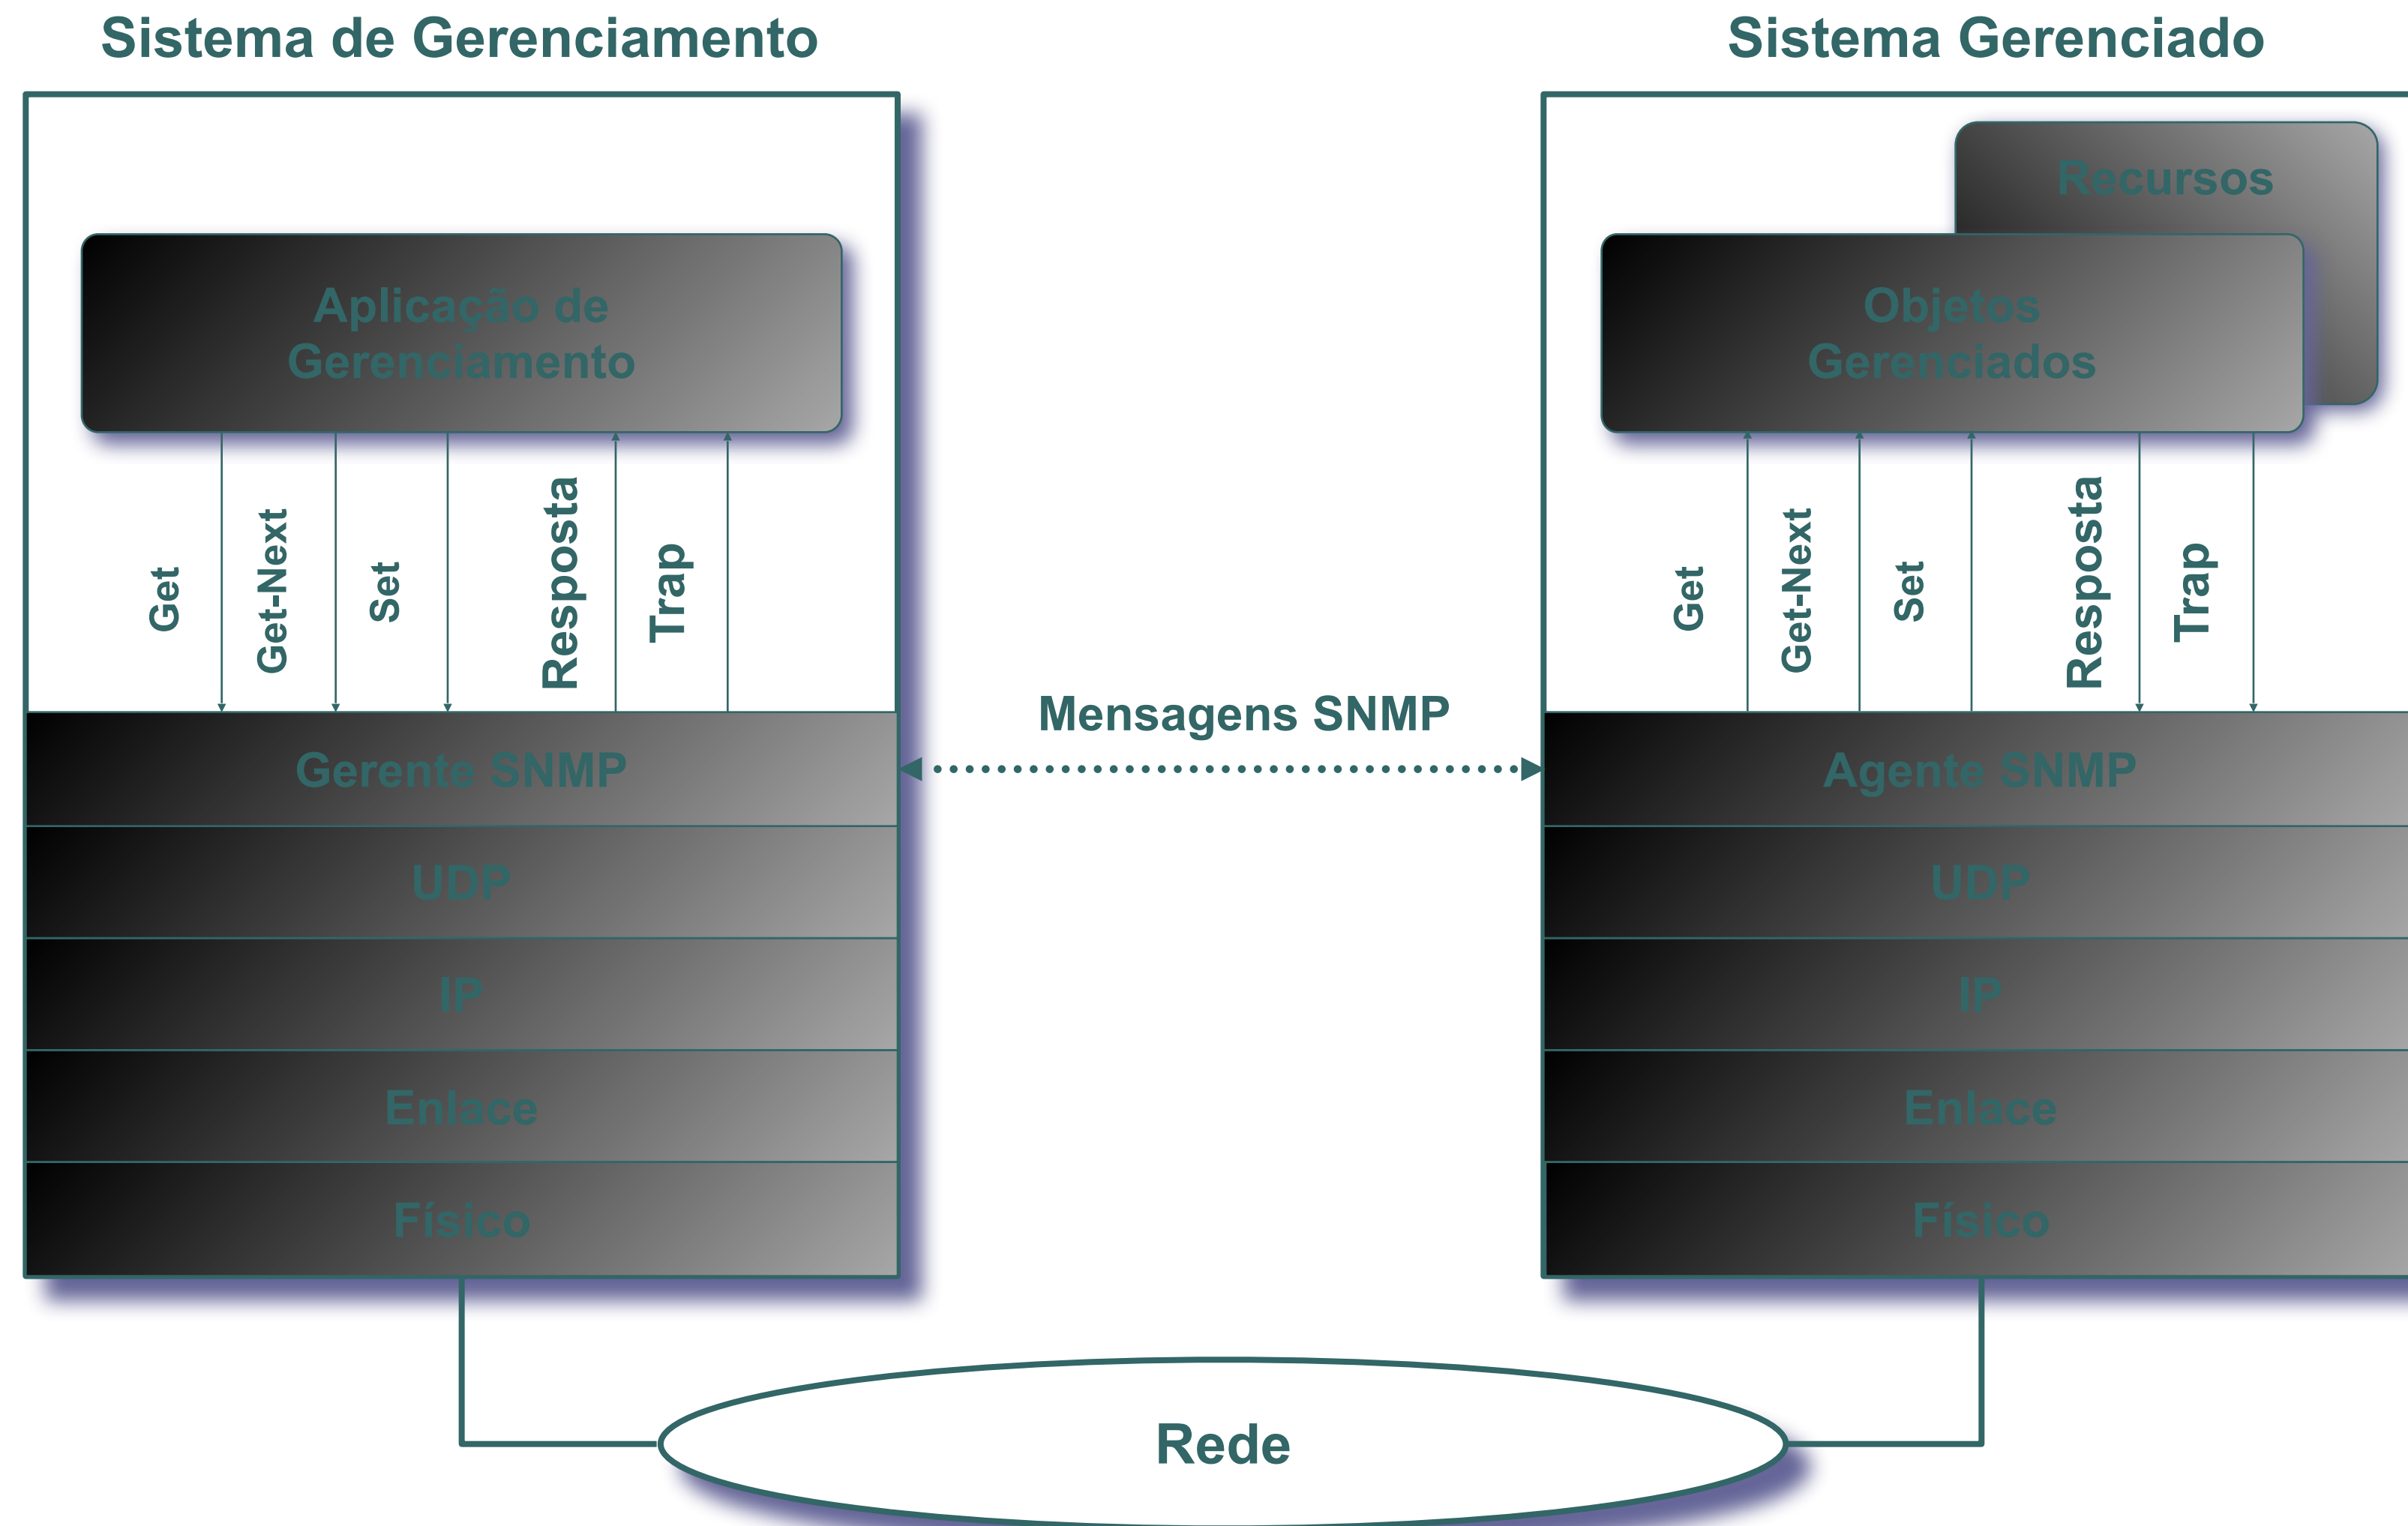 Sistema de Gerenciamento
Sistema Gerenciado
Recursos
Aplicação de
Gerenciamento
Objetos
Gerenciados
Get
Get-Next
Set
Resposta
Trap
Get
Get-Next
Set
Resposta
Trap
Mensagens SNMP
Gerente SNMP
Agente SNMP
UDP
UDP
IP
IP
Enlace
Enlace
Físico
Físico
Rede